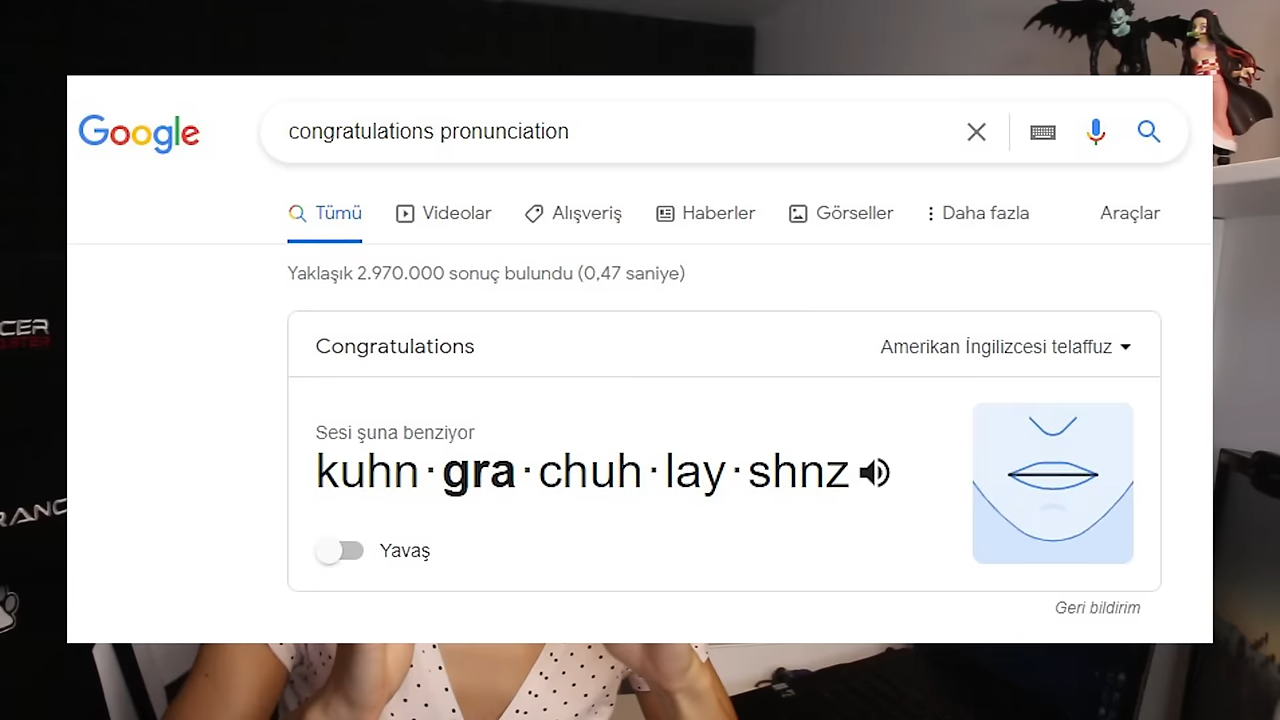 Google
congratulations pronunciation
Tümü Videolar Alışveriş Haberler Görseller Daha fazla Araçlar
Yaklaşık 2.970.000 sonuç bulundu (0,47 saniye)
Congratulations
Amerikan İngilizcesi telaffuz
Sesi şuna benziyor
kuhn·gra·chuh·lay·shnz
Yavaş
Geri bildirim